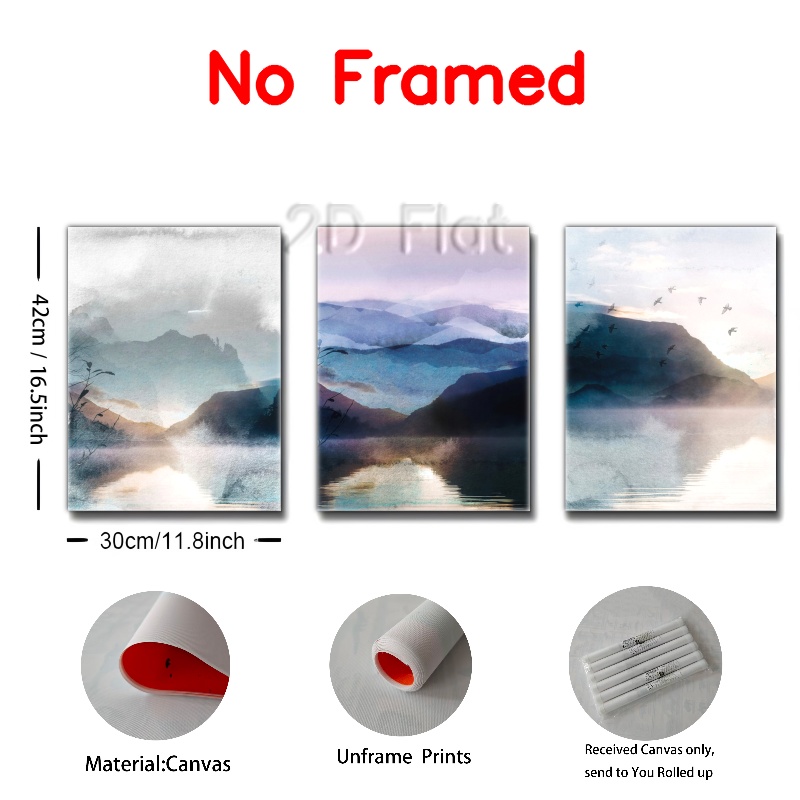 No Framed
2D Flat
42cm / 16.5inch
30cm/11.8inch
Material:Canvas
Unframe Prints
Received Canvas only,
send to You Rolled up